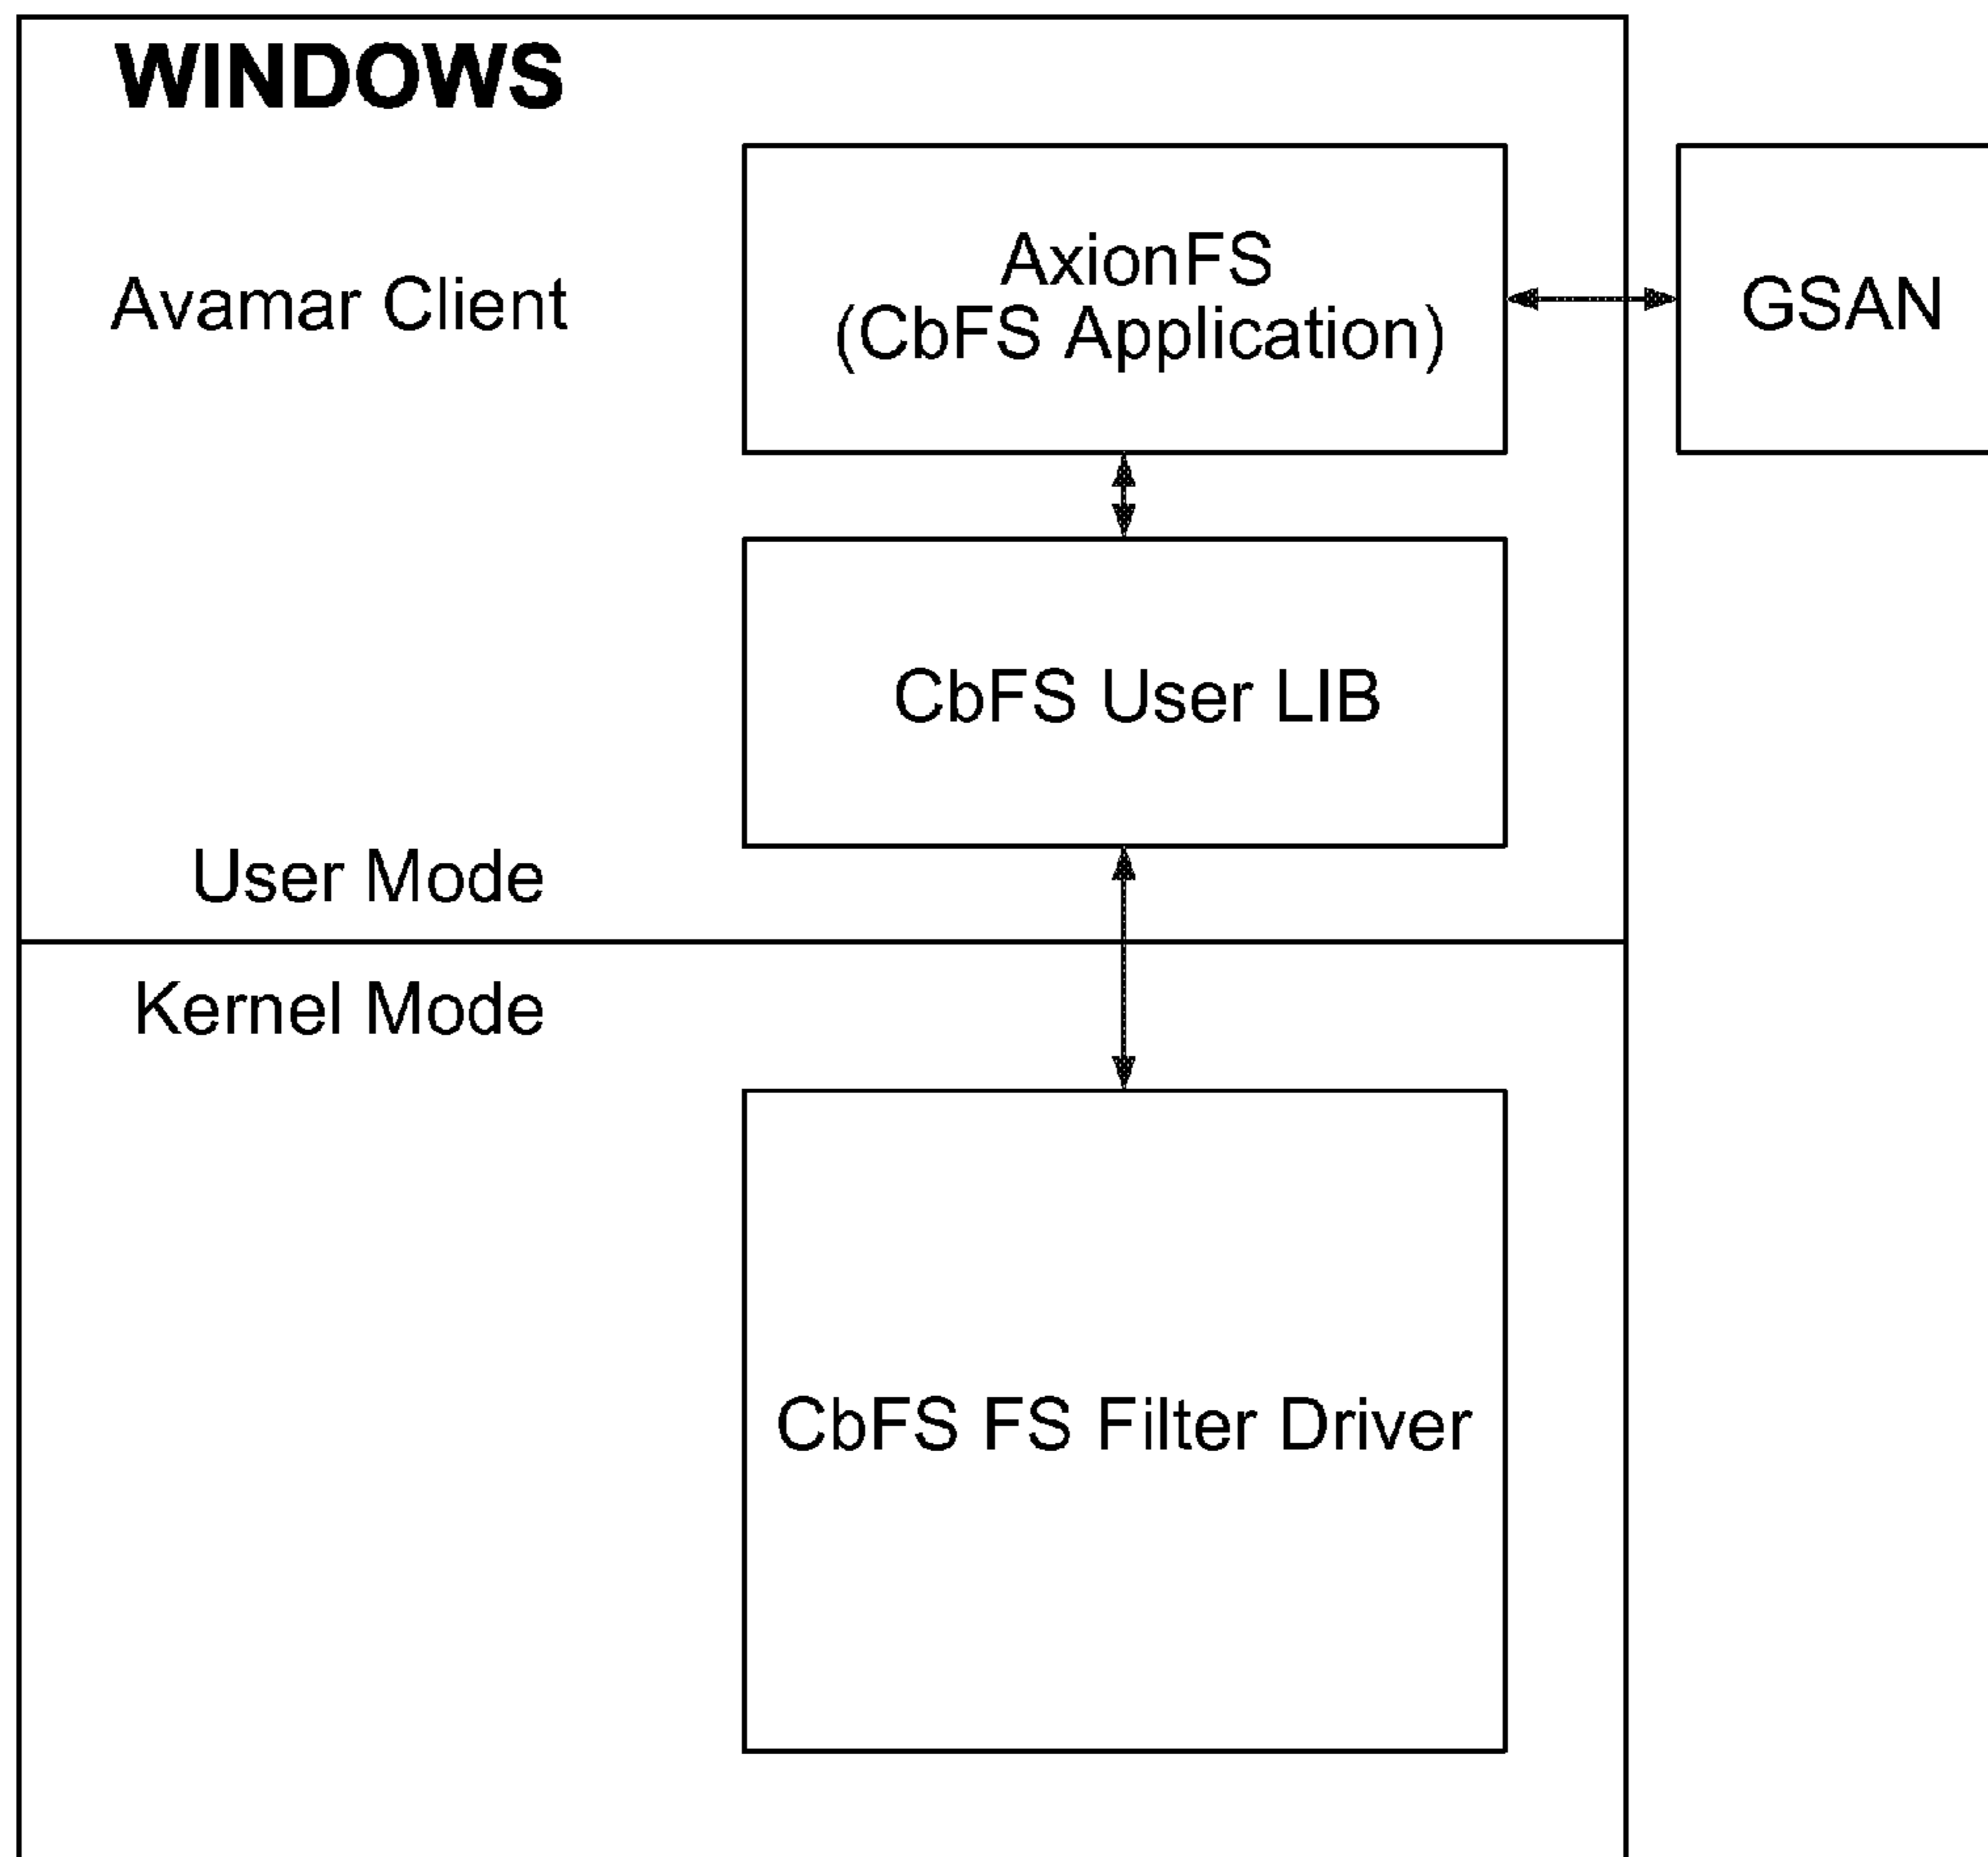 WINDOWS
Avamar Client
AxionFS
(CbFS Application)
GSAN
CbFS User LIB
User Mode
Kernel Mode
CbFS FS Filter Driver